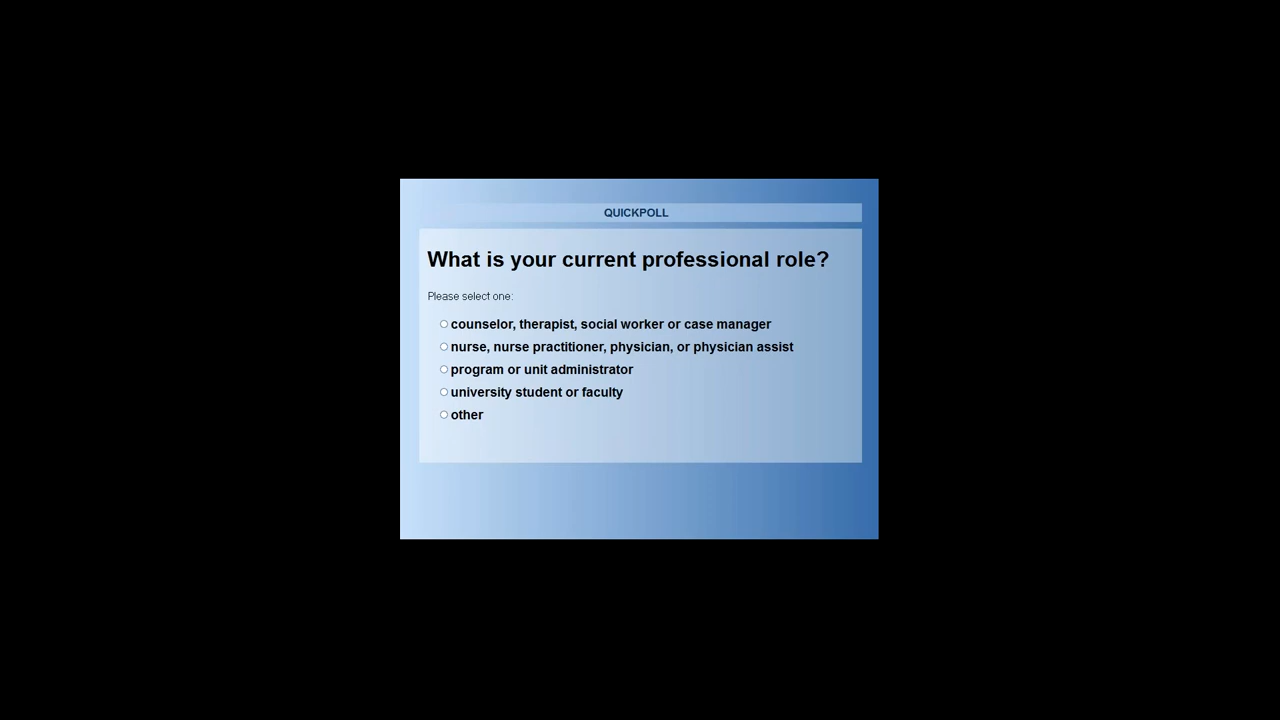 QUICKPOLL
What is your current professional role?
Please select one:
counselor, therapist, social worker or case manager
nurse, nurse practitioner, physician, or physician assist
program or unit administrator
university student or faculty
other